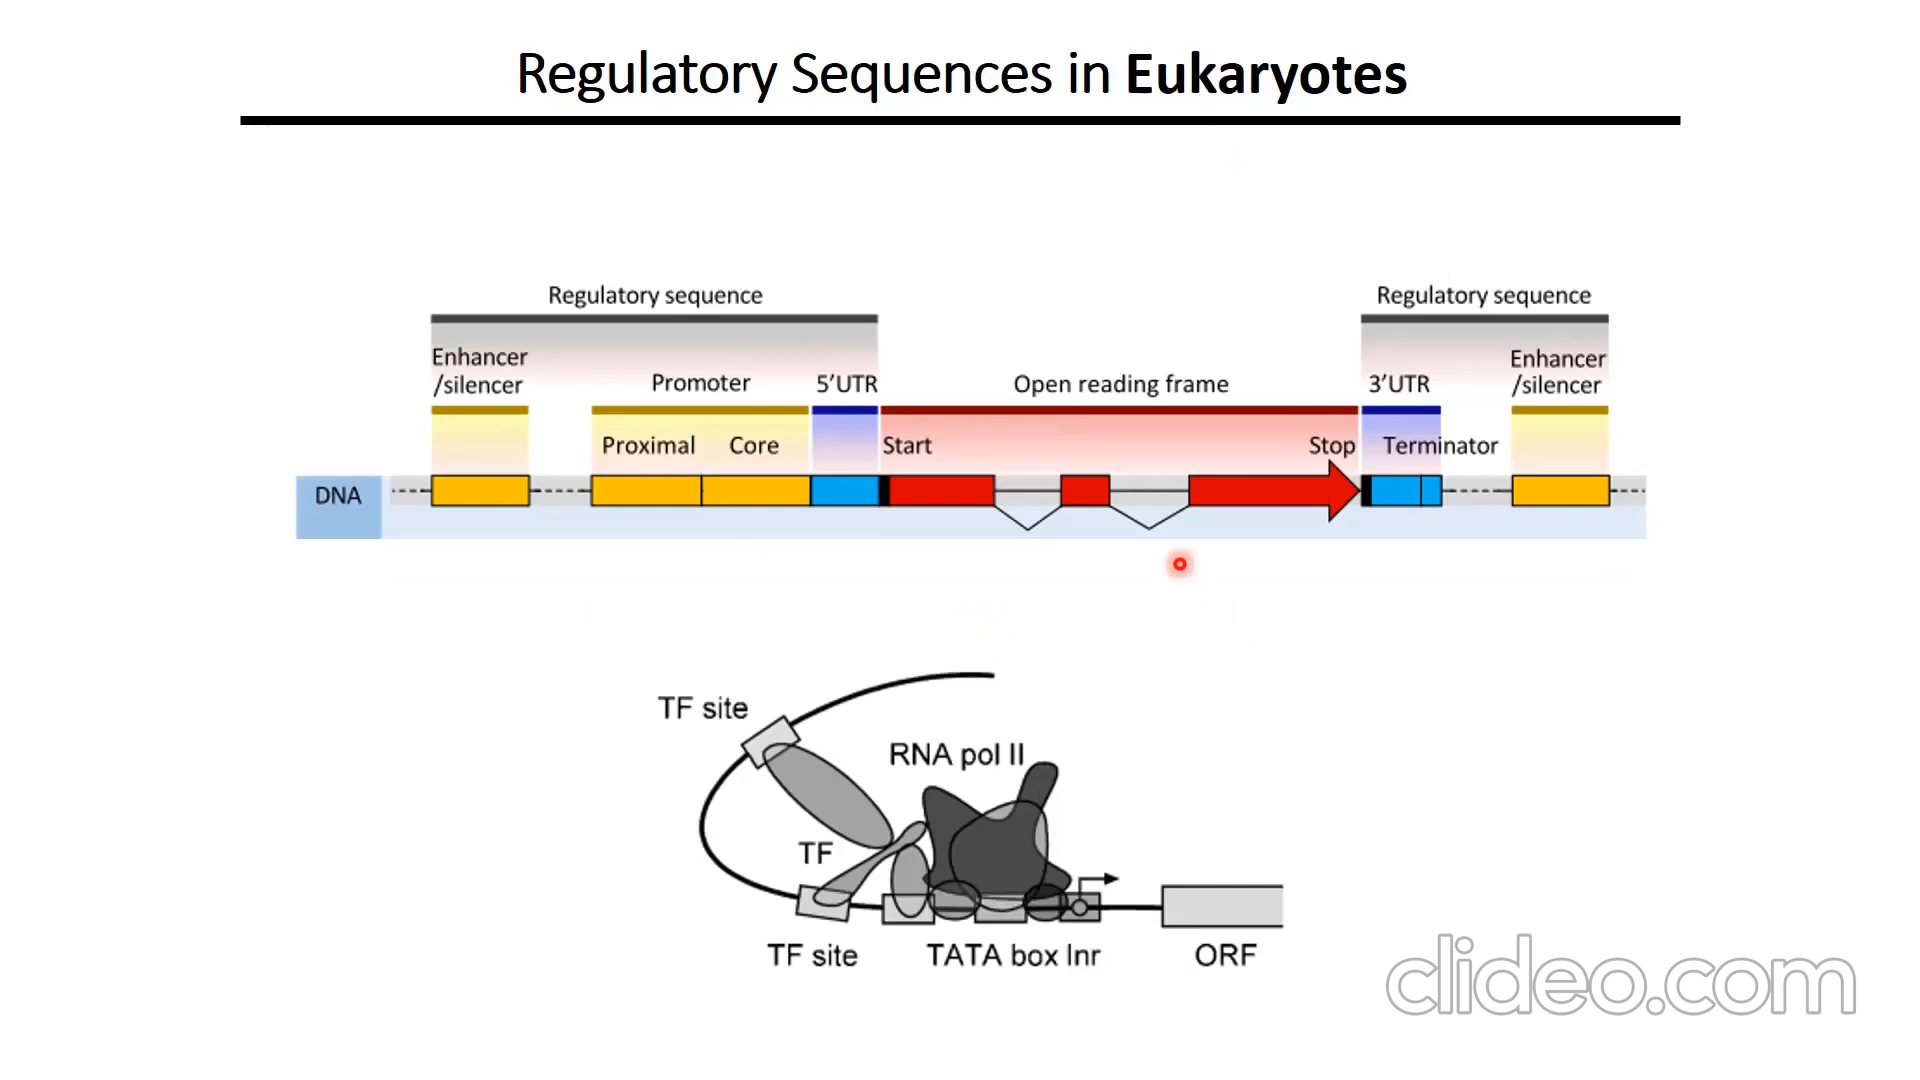 Regulatory Sequences in Eukaryotes
Regulatory sequence
Regulatory sequence
Enhancer
/silencer
Promoter
5’UTR
Open reading frame
3’UTR
Enhancer
/silencer
Proximal
Core
Start
Stop
Terminator
DNA
TF site
RNA pol II
TF
TF site
TATA box Inr
ORF
clideo.com